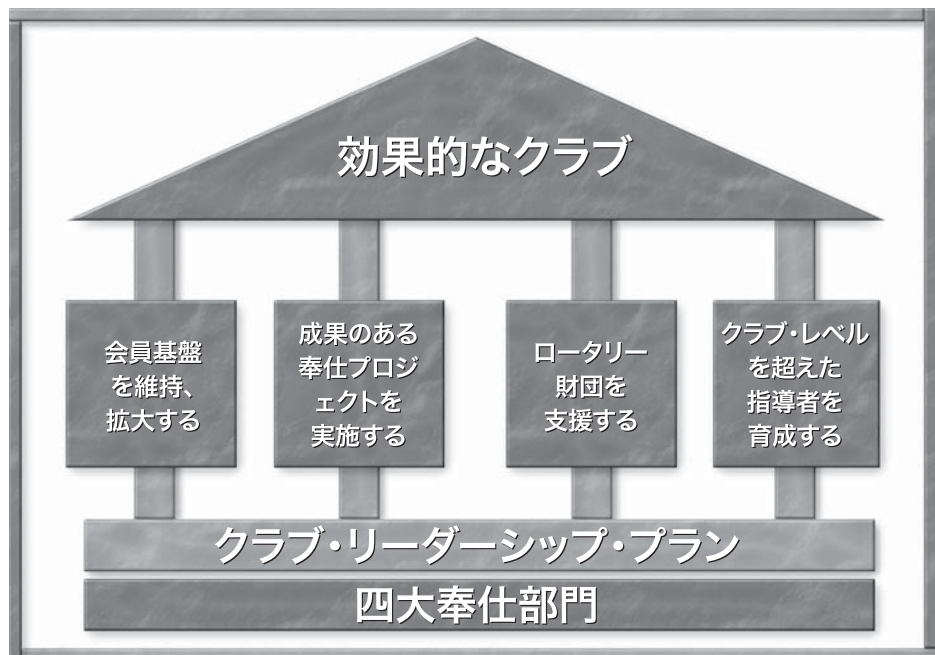 効果的なクラブ
会員基盤
を維持、
拡大する
成果のある
奉仕プロジ
ェクトを
実施する
ロータリー
財団を
支援する
クラブ・レベル
を超えた
指導者を
育成する
クラブ・リーダーシップ・プラン
四大奉仕部門